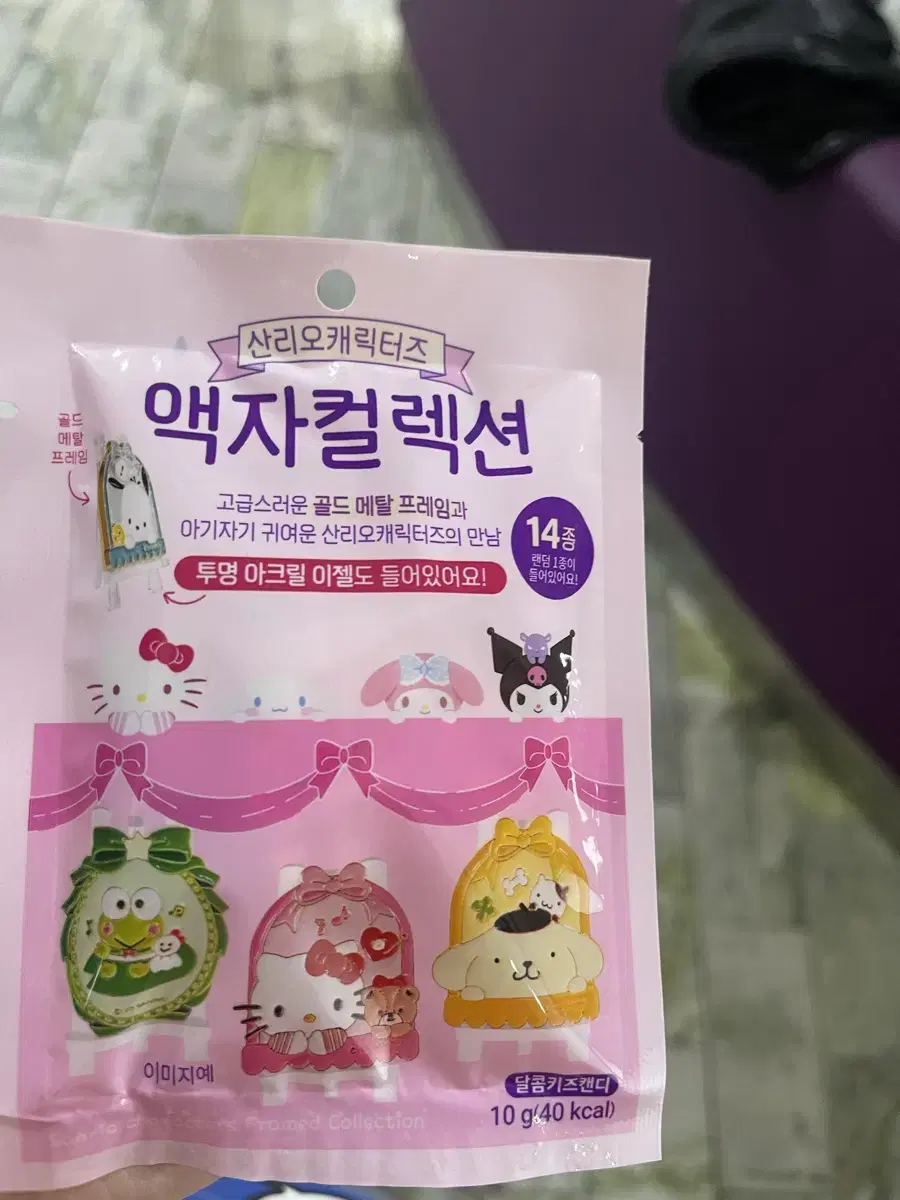 산리오캐릭터즈
액자컬렉션
골드
메탈
프레임
고급스러운 골드 메탈 프레임과
아기자기 귀여운 산리오캐릭터즈의 만남
투명 아크릴 이젤도 들어있어요!
14종
랜덤 1종이
들어있어요!
이미지예
달콤키즈캔디
10 g(40 kcal)
Sanrio characters Framed Collection